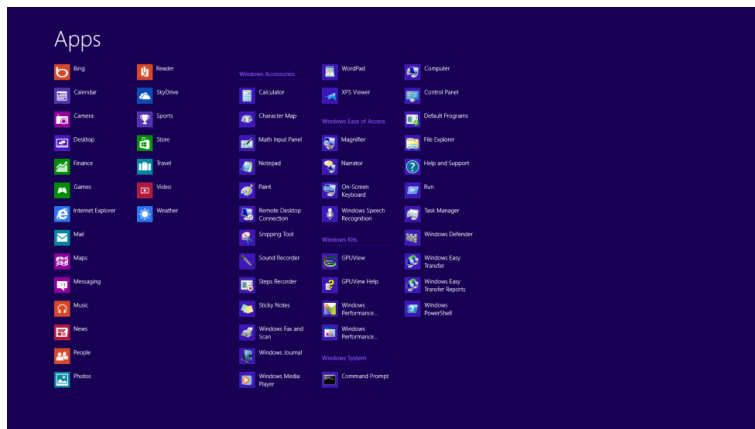 Apps
Bing
Calendar
Camera
Desktop
Finance
Games
Internet Explorer
Mail
Maps
Messaging
Music
News
People
Photos
Reader
SkyDrive
Sports
Store
Travel
Video
Weather
Windows Accessories
Calculator
Character Map
Math Input Panel
Notepad
Paint
Remote Desktop
Connection
Snipping Tool
Sound Recorder
Steps Recorder
Sticky Notes
Windows Fax and
Scan
Windows Journal
Windows Media
Player
WordPad
XPS Viewer
Windows Ease of Access
Magnifier
Narrator
On-Screen
Keyboard
Windows Speech
Recognition
Windows Kits
GPUView
GPUView Help
Windows
Performance...
Windows
Performance...
Windows System
Command Prompt
Computer
Control Panel
Default Programs
File Explorer
Help and Support
Run
Task Manager
Windows Defender
Windows Easy
Transfer
Windows Easy
Transfer Reports
Windows
PowerShell